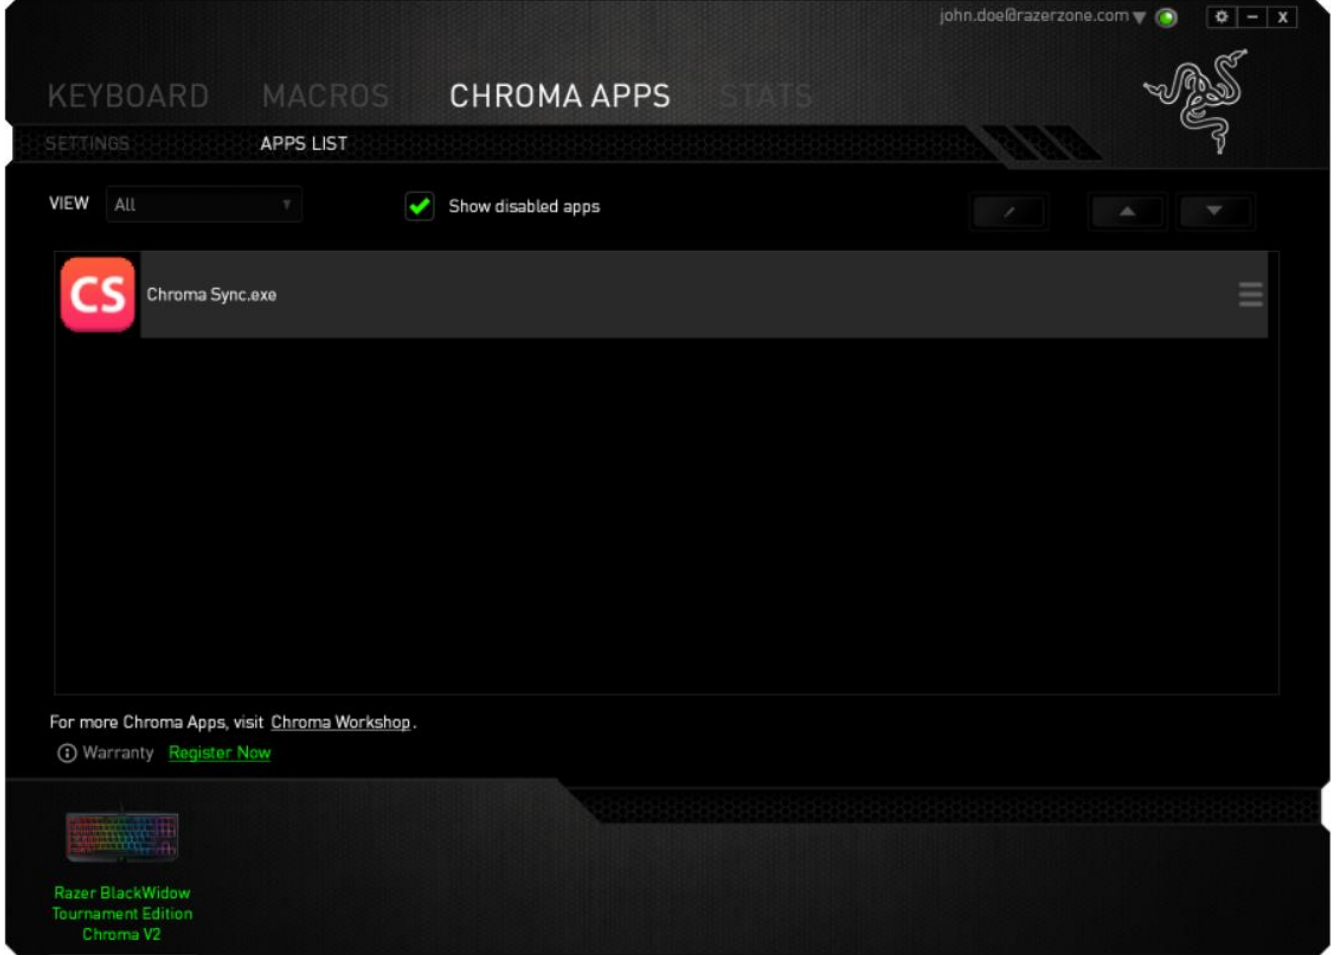 john.doe@razerzone.com
KEYBOARD MACROS CHROMA APPS STATS
SETTINGS APPS LIST
VIEW All Show disabled apps
CS Chroma Sync.exe
For more Chroma Apps, visit Chroma Workshop.
Warranty Register Now
Razer BlackWidow
Tournament Edition
Chroma V2